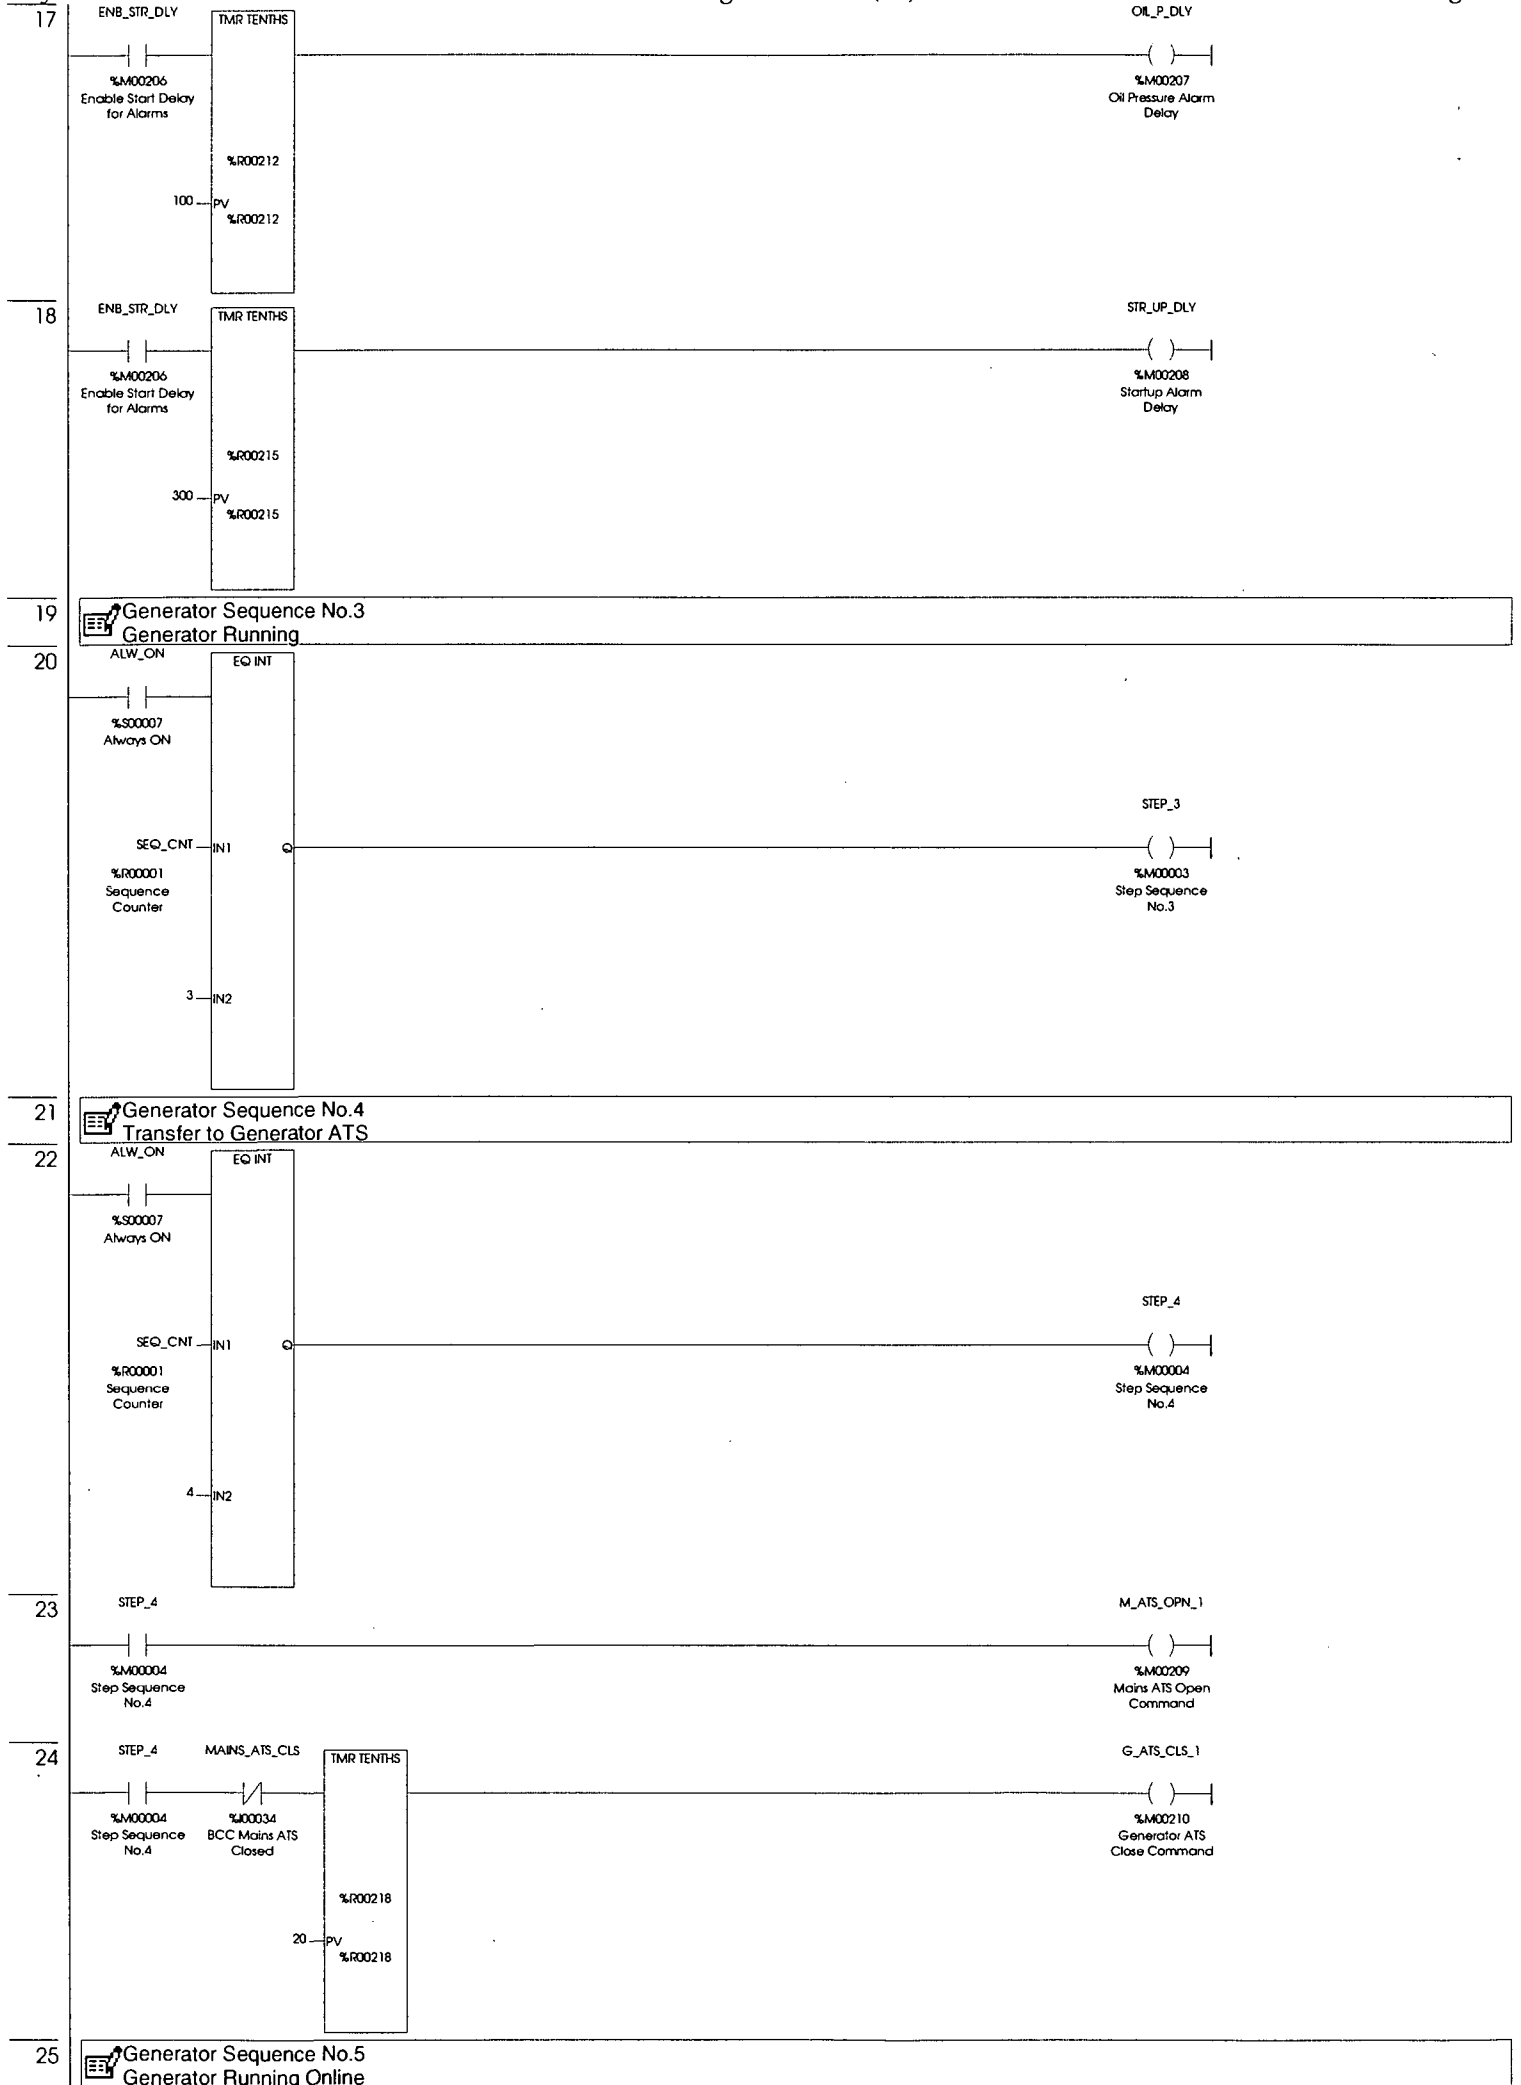 17
ENB_STR_DLY
TMR TENTHS
OIL_P_DLY
%M00206
Enable Start Delay
for Alarms
%M00207
Oil Pressure Alarm
Delay
%R00212
100
PV
%R00212
18
ENB_STR_DLY
TMR TENTHS
STR_UP_DLY
%M00206
Enable Start Delay
for Alarms
%M00208
Startup Alarm
Delay
%R00215
300
PV
%R00215
19
Generator Sequence No.3
Generator Running
20
ALW_ON
EQ INT
%S00007
Always ON
STEP_3
SEQ_CNT
IN1
Q
%R00001
Sequence
Counter
%M00003
Step Sequence
No.3
3
IN2
21
Generator Sequence No.4
Transfer to Generator ATS
22
ALW_ON
EQ INT
%S00007
Always ON
STEP_4
SEQ_CNT
IN1
Q
%R00001
Sequence
Counter
%M00004
Step Sequence
No.4
4
IN2
23
STEP_4
M_ATS_OPN_1
%M00004
Step Sequence
No.4
%M00209
Mains ATS Open
Command
24
STEP_4
MAINS_ATS_CLS
TMR TENTHS
G_ATS_CLS_1
%M00004
Step Sequence
No.4
%I00034
BCC Mains ATS
Closed
%M00210
Generator ATS
Close Command
%R00218
20
PV
%R00218
25
Generator Sequence No.5
Generator Running Online